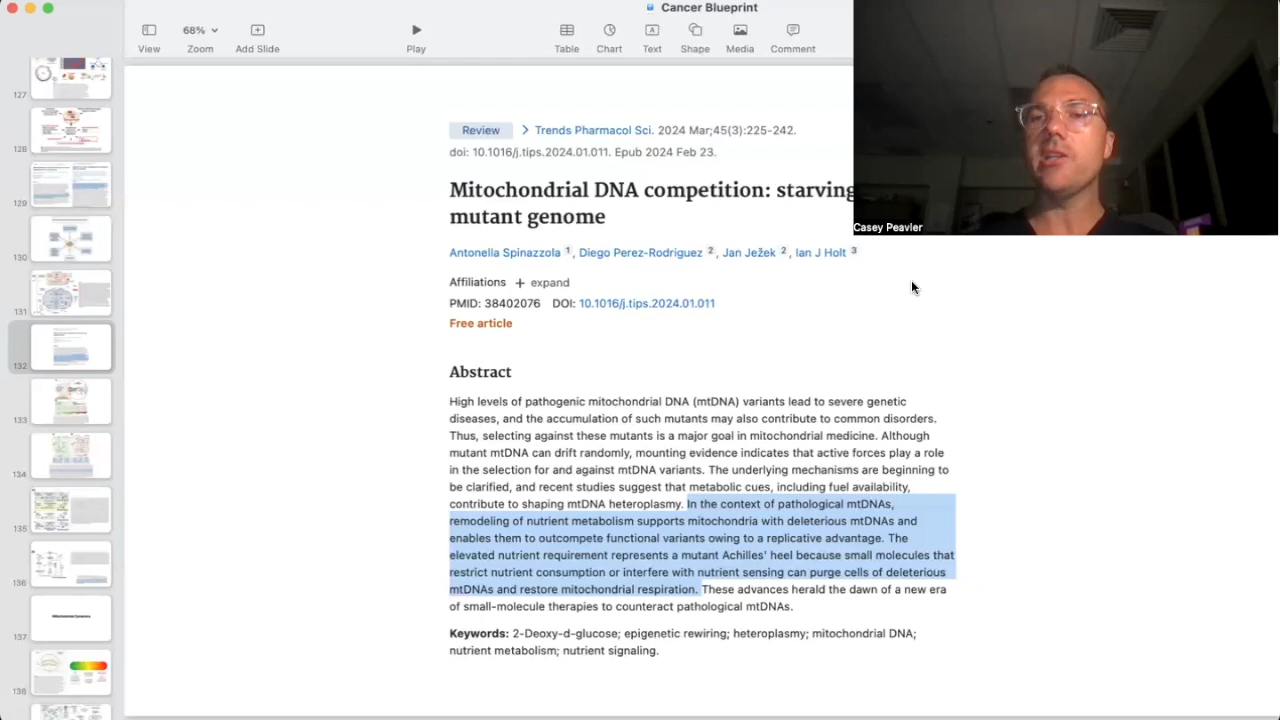 Cancer Blueprint
68%
View
Zoom
Add Slide
Play
Table
Chart
Text
Shape
Media
Comment
Casey Peavler
127
128
129
130
131
132
133
134
135
136
137
138
Review > Trends Pharmacol Sci. 2024 Mar;45(3):225-242.
doi: 10.1016/j.tips.2024.01.011. Epub 2024 Feb 23.
Mitochondrial DNA competition: starving
mutant genome
Antonella Spinazzola 1, Diego Perez-Rodriguez 2, Jan Ježek 2, Ian J Holt 3
Affiliations + expand
PMID: 38402076 DOI: 10.1016/j.tips.2024.01.011
Free article
Abstract
High levels of pathogenic mitochondrial DNA (mtDNA) variants lead to severe genetic
diseases, and the accumulation of such mutants may also contribute to common disorders.
Thus, selecting against these mutants is a major goal in mitochondrial medicine. Although
mutant mtDNA can drift randomly, mounting evidence indicates that active forces play a role
in the selection for and against mtDNA variants. The underlying mechanisms are beginning to
be clarified, and recent studies suggest that metabolic cues, including fuel availability,
contribute to shaping mtDNA heteroplasmy. In the context of pathological mtDNAs,
remodeling of nutrient metabolism supports mitochondria with deleterious mtDNAs and
enables them to outcompete functional variants owing to a replicative advantage. The
elevated nutrient requirement represents a mutant Achilles' heel because small molecules that
restrict nutrient consumption or interfere with nutrient sensing can purge cells of deleterious
mtDNAs and restore mitochondrial respiration. These advances herald the dawn of a new era
of small-molecule therapies to counteract pathological mtDNAs.
Keywords: 2-Deoxy-d-glucose; epigenetic rewiring; heteroplasmy; mitochondrial DNA;
nutrient metabolism; nutrient signaling.